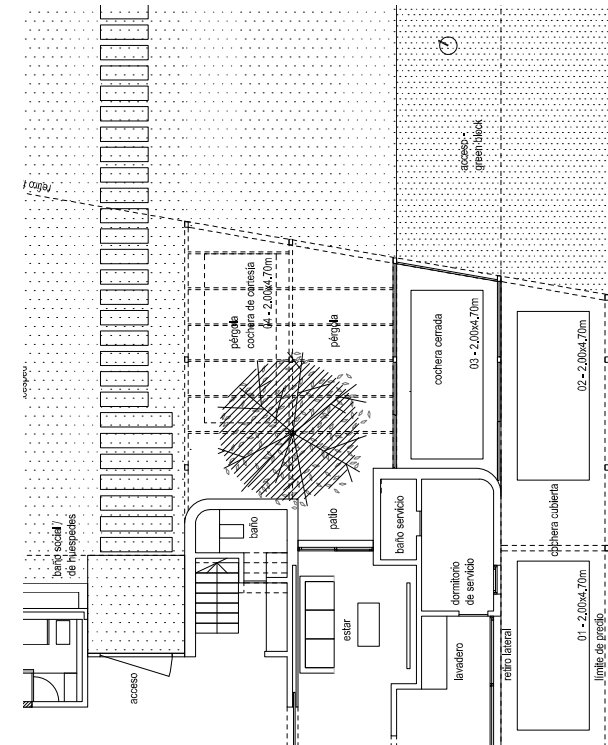 acceso -
green block
retiro f
pérgola
cochera de cortesía
04 - 2,00x4,70m
pérgola
cochera cerrada
03 - 2,00x4,70m
02 - 2,00x4,70m
baño social /
de huespedes
baño
patio
baño servicio
cochera cubierta
dormitorio
de servicio
estar
lavadero
retiro lateral
01 - 2,00x4,70m
límite de predio
acceso